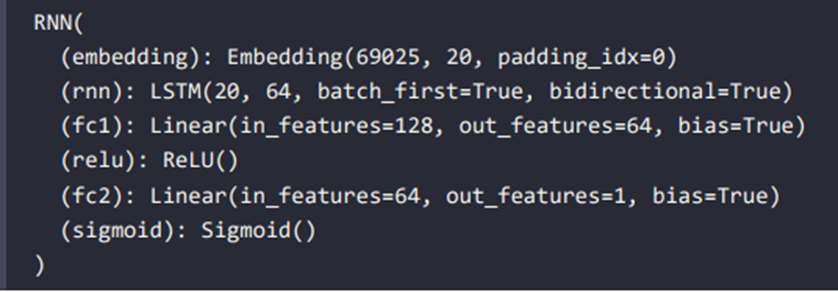 RNN(
(embedding): Embedding(69025, 20, padding_idx=0)
(rnn): LSTM(20, 64, batch_first=True, bidirectional=True)
(fc1): Linear(in_features=128, out_features=64, bias=True)
(relu): ReLU()
(fc2): Linear(in_features=64, out_features=1, bias=True)
(sigmoid): Sigmoid()
)